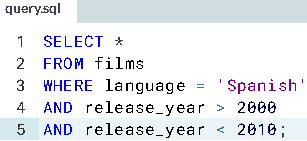 query.sql
1 SELECT *
2 FROM films
3 WHERE language = 'Spanish'
4 AND release_year > 2000
5 AND release_year < 2010;